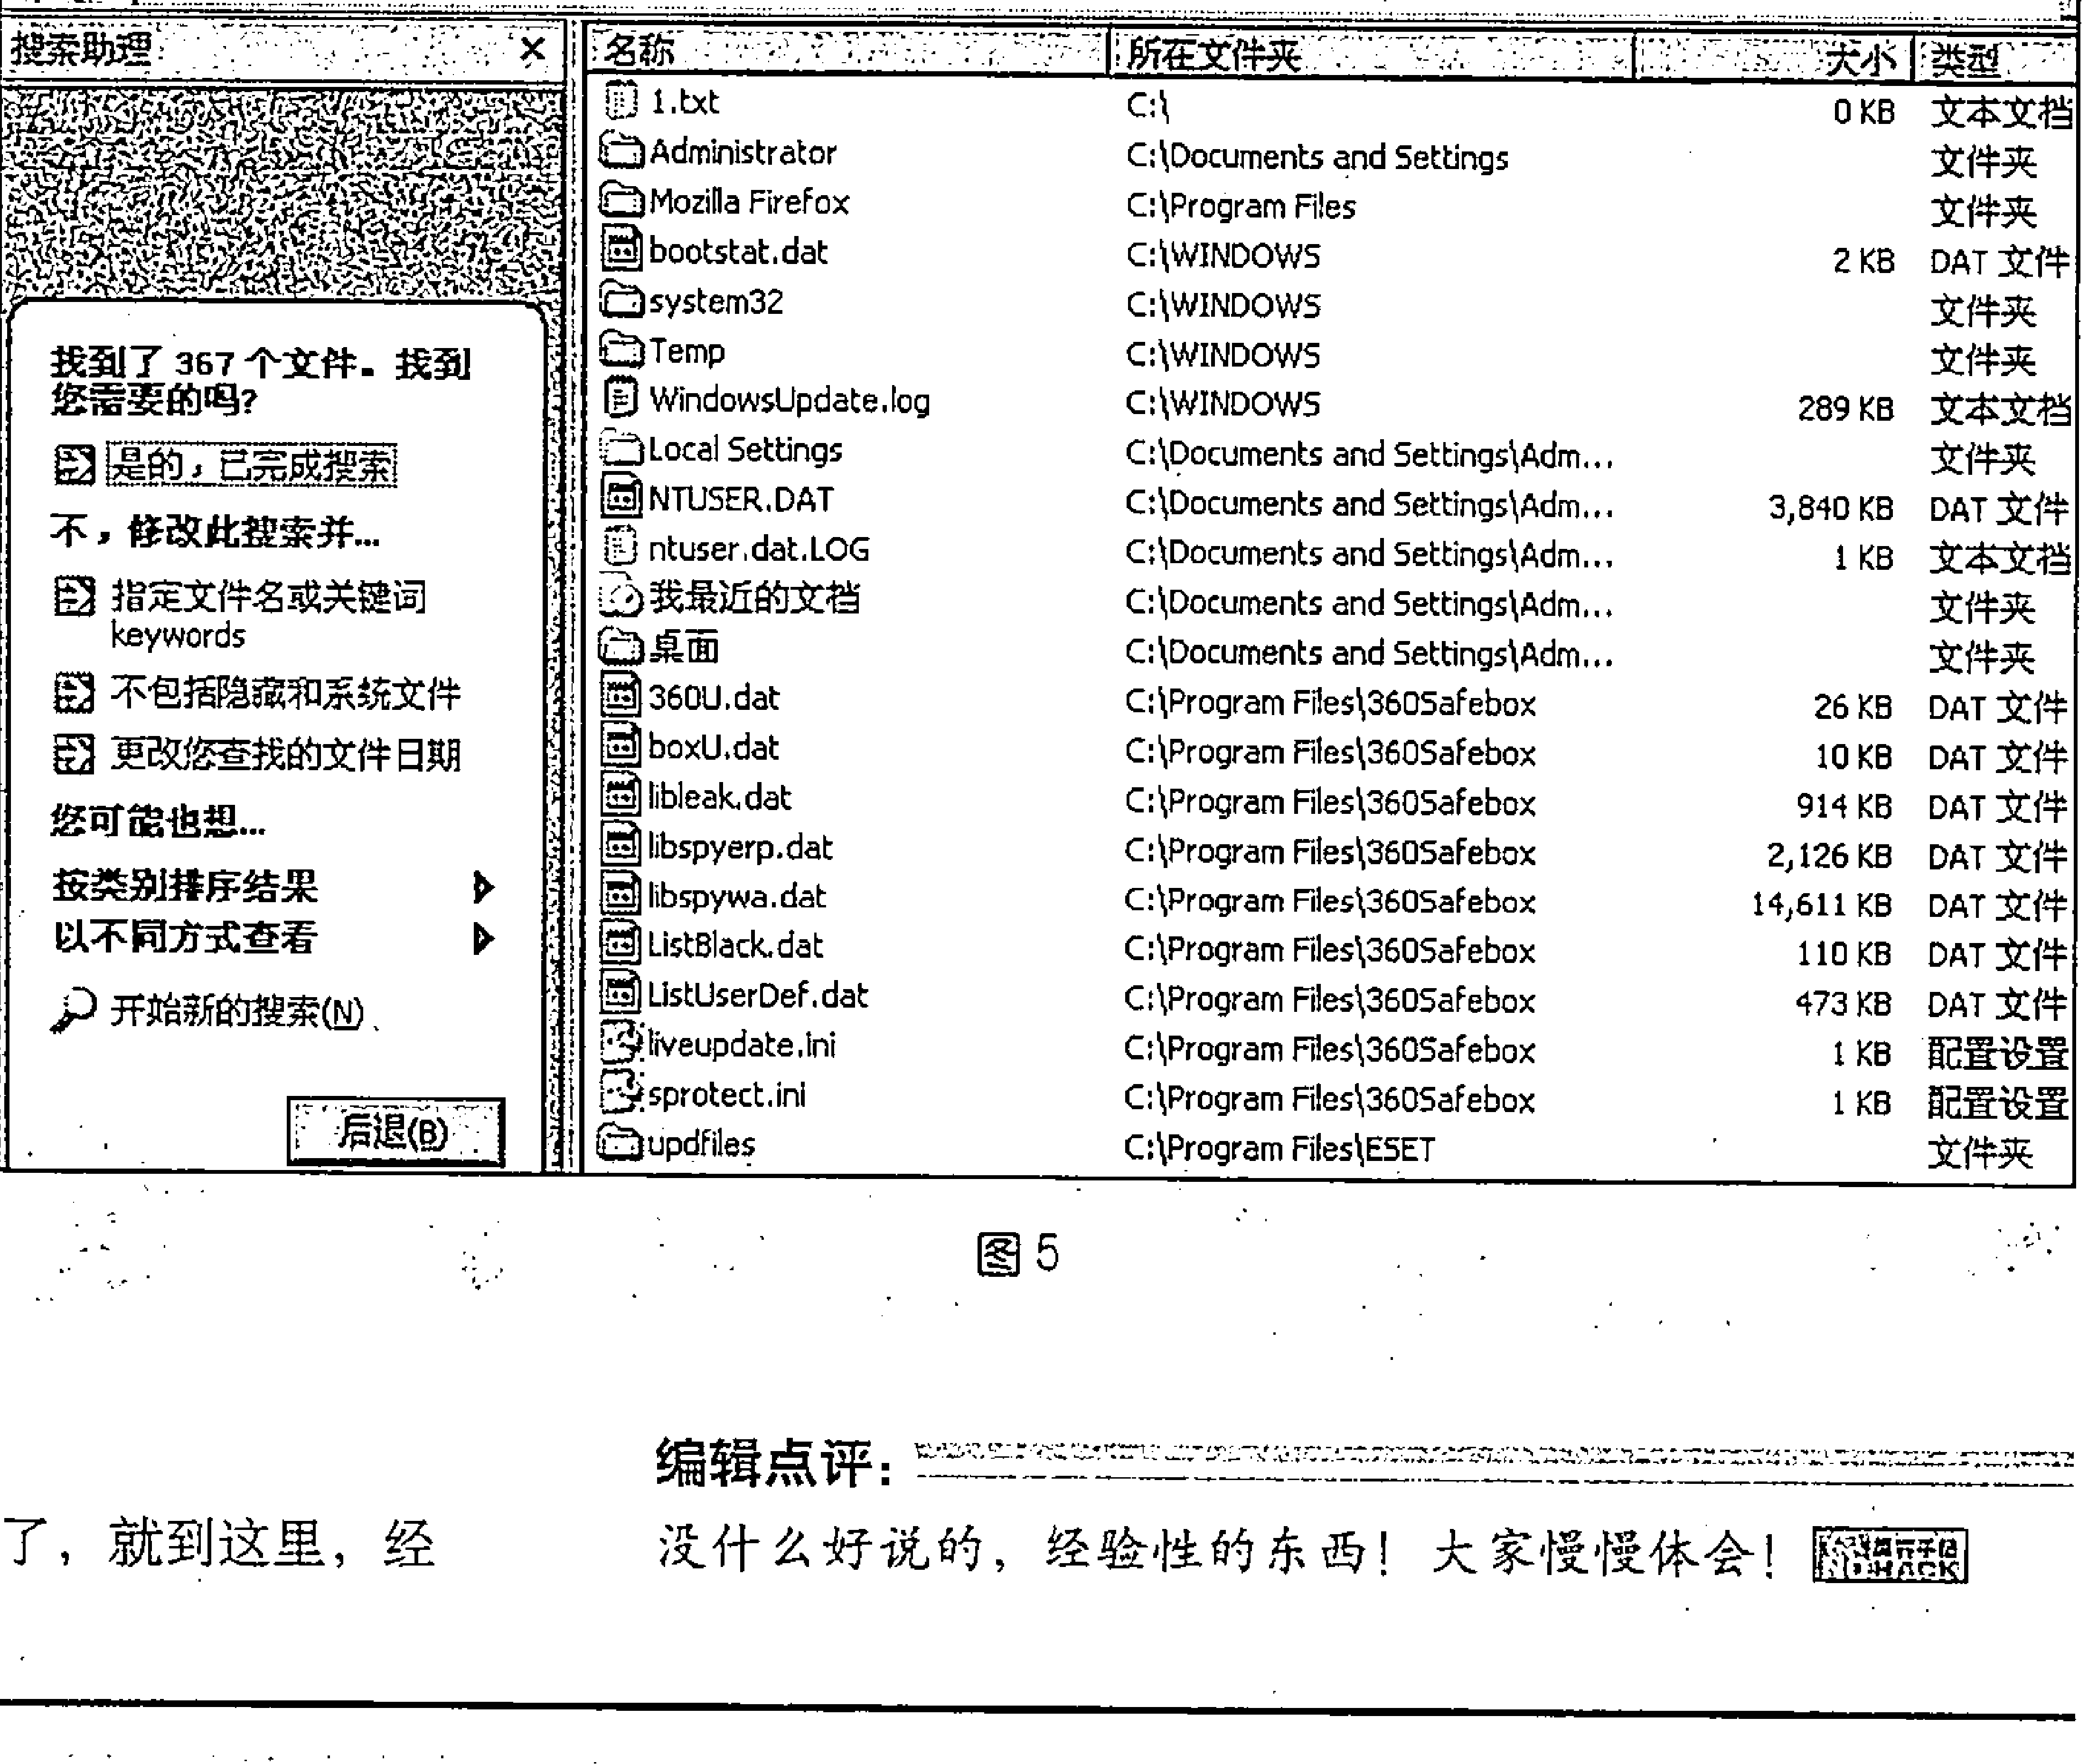 搜索助理
找到了 367 个文件。找到
您需要的吗?
是的，已完成搜索
不，修改此搜索并...
指定文件名或关键词
keywords
不包括隐藏和系统文件
更改您查找的文件日期
您可能也想...
按类别排序结果
以不同方式查看
开始新的搜索(N)
后退(B)
名称 所在文件夹 大小 类型
1.txt C:\ 0 KB 文本文档
Administrator C:\Documents and Settings 文件夹
Mozilla Firefox C:\Program Files 文件夹
bootstat.dat C:\WINDOWS 2 KB DAT 文件
system32 C:\WINDOWS 文件夹
Temp C:\WINDOWS 文件夹
WindowsUpdate.log C:\WINDOWS 289 KB 文本文档
Local Settings C:\Documents and Settings\Adm... 文件夹
NTUSER.DAT C:\Documents and Settings\Adm... 3,840 KB DAT 文件
ntuser.dat.LOG C:\Documents and Settings\Adm... 1 KB 文本文档
我最近的文档 C:\Documents and Settings\Adm... 文件夹
桌面 C:\Documents and Settings\Adm... 文件夹
360U.dat C:\Program Files\360Safebox 26 KB DAT 文件
boxU.dat C:\Program Files\360Safebox 10 KB DAT 文件
libleak.dat C:\Program Files\360Safebox 914 KB DAT 文件
libspyerp.dat C:\Program Files\360Safebox 2,126 KB DAT 文件
libspywa.dat C:\Program Files\360Safebox 14,611 KB DAT 文件
ListBlack.dat C:\Program Files\360Safebox 110 KB DAT 文件
ListUserDef.dat C:\Program Files\360Safebox 473 KB DAT 文件
liveupdate.ini C:\Program Files\360Safebox 1 KB 配置设置
sprotect.ini C:\Program Files\360Safebox 1 KB 配置设置
updfiles C:\Program Files\ESET 文件夹
图 5
了，就到这里，经
编辑点评：
没什么好说的，经验性的东西！大家慢慢体会！